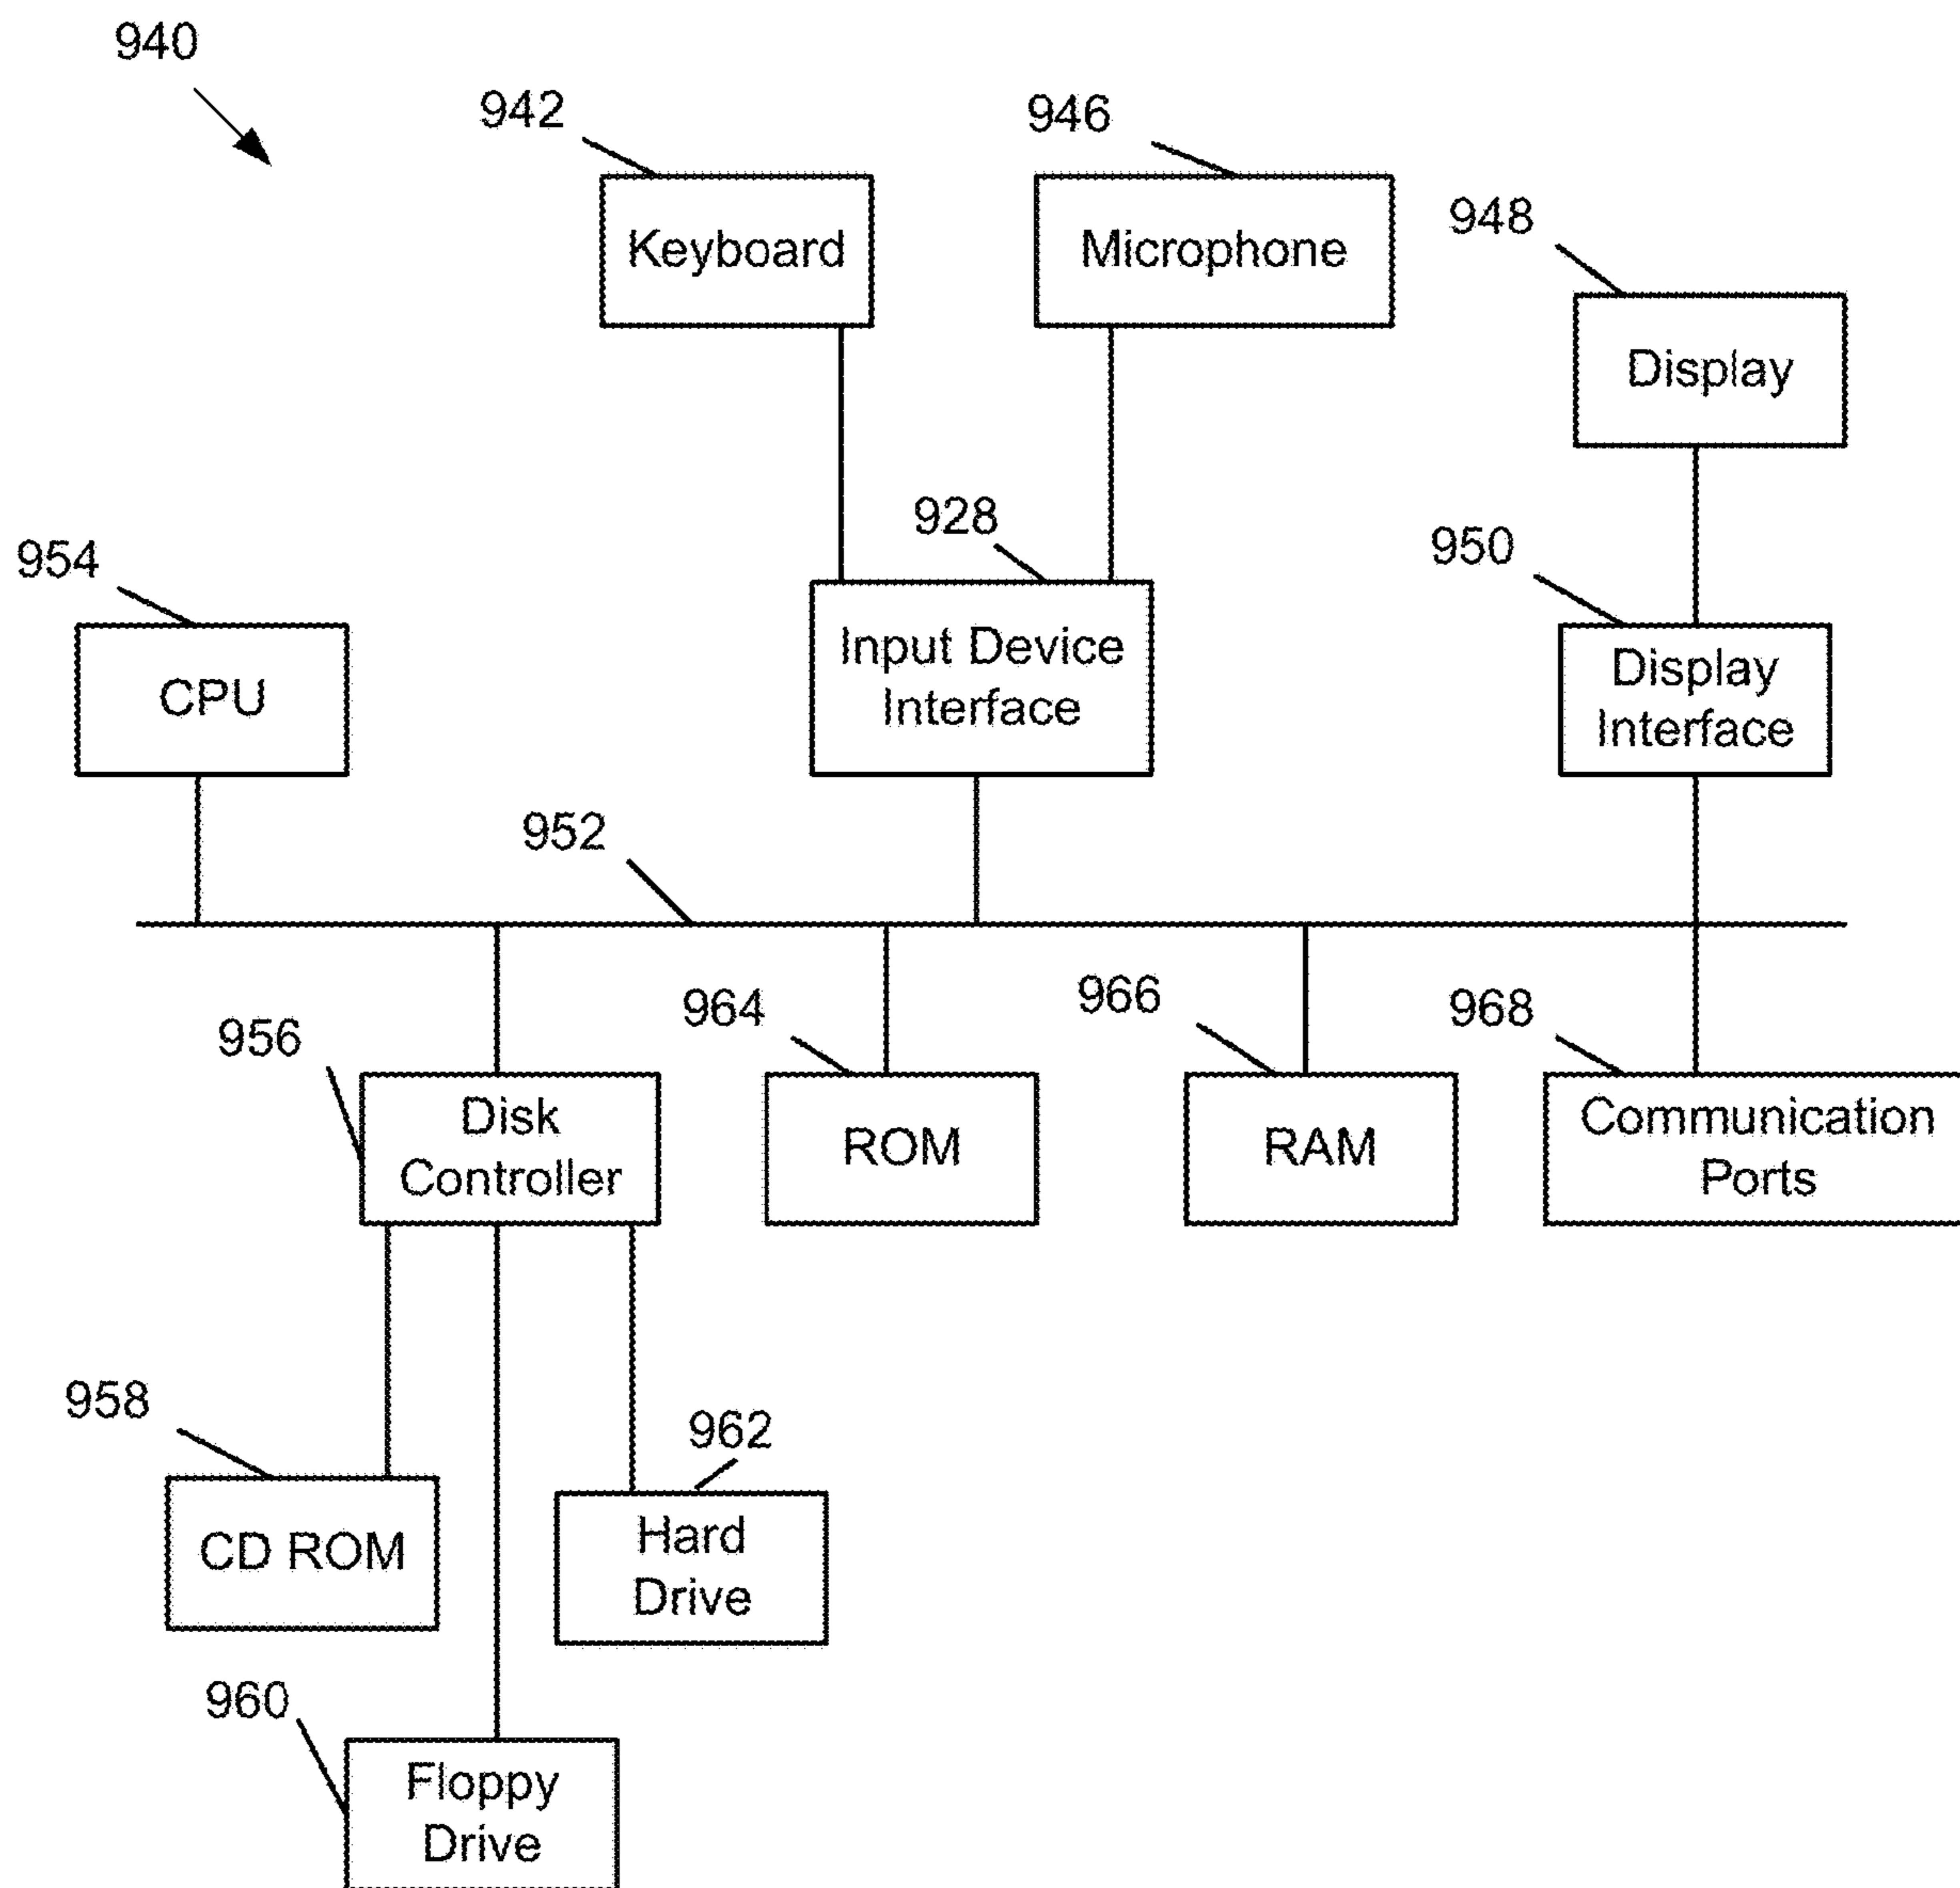 940
942
946
Keyboard
Microphone
948
Display
928
954
950
Input Device
Interface
CPU
Display
Interface
952
956
964
966
968
Disk
Controller
ROM
RAM
Communication
Ports
958
962
CD ROM
Hard
Drive
960
Floppy
Drive